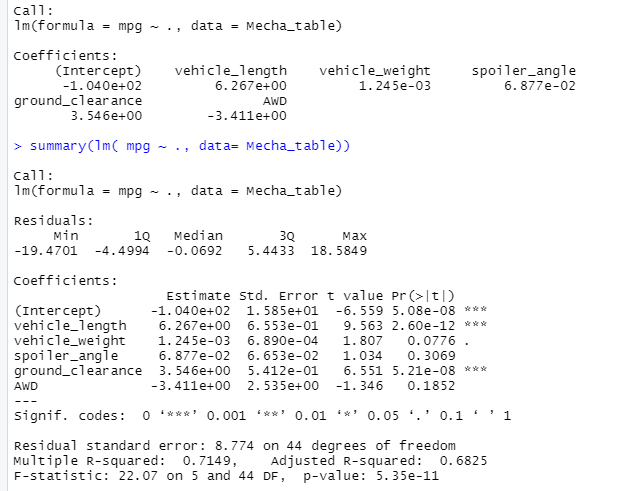 Call:
lm(formula = mpg ~ ., data = Mecha_table)
Coefficients:
(Intercept) vehicle_length vehicle_weight spoiler_angle
-1.040e+02 6.267e+00 1.245e-03 6.877e-02
ground_clearance AWD
3.546e+00 -3.411e+00
> summary(lm( mpg ~ ., data= Mecha_table))
Call:
lm(formula = mpg ~ ., data = Mecha_table)
Residuals:
Min 1Q Median 3Q Max
-19.4701 -4.4994 -0.0692 5.4433 18.5849
Coefficients:
Estimate Std. Error t value Pr(>|t|)
(Intercept) -1.040e+02 1.585e+01 -6.559 5.08e-08 ***
vehicle_length 6.267e+00 6.553e-01 9.563 2.60e-12 ***
vehicle_weight 1.245e-03 6.890e-04 1.807 0.0776 .
spoiler_angle 6.877e-02 6.653e-02 1.034 0.3069
ground_clearance 3.546e+00 5.412e-01 6.551 5.21e-08 ***
AWD -3.411e+00 2.535e+00 -1.346 0.1852
---
Signif. codes: 0 ‘***’ 0.001 ‘**’ 0.01 ‘*’ 0.05 ‘.’ 0.1 ‘ ’ 1
Residual standard error: 8.774 on 44 degrees of freedom
Multiple R-squared: 0.7149, Adjusted R-squared: 0.6825
F-statistic: 22.07 on 5 and 44 DF, p-value: 5.35e-11